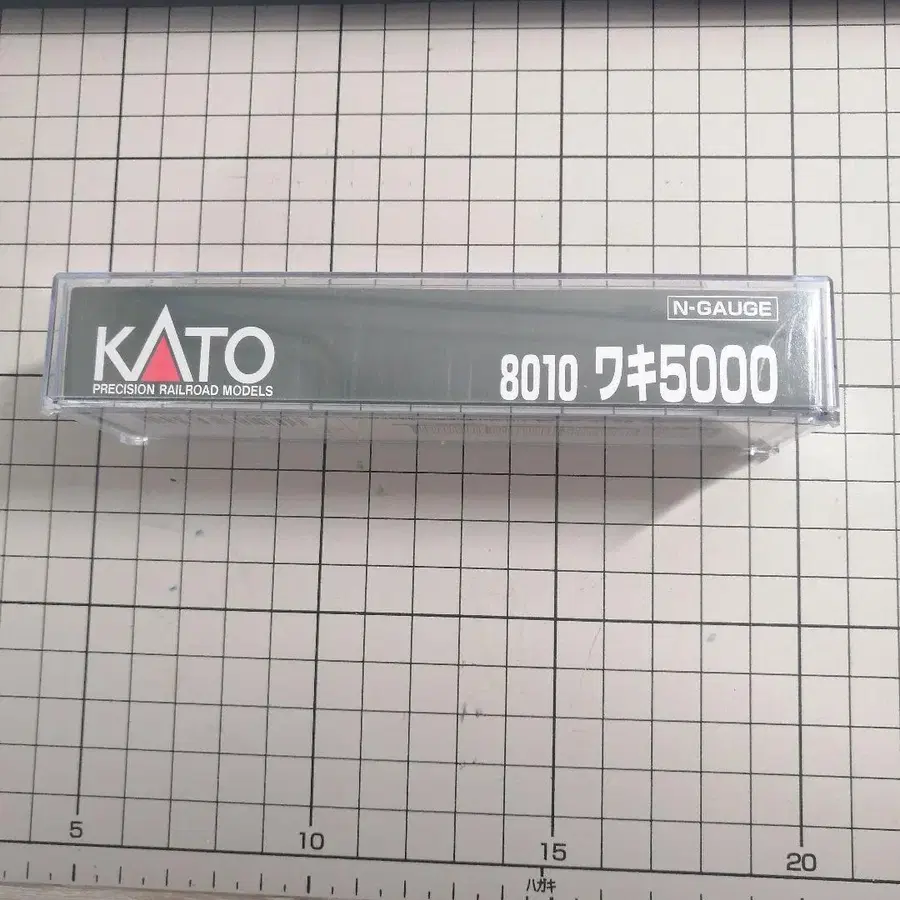 N-GAUGE
KATO
PRECISION RAILROAD MODELS
8010 ワキ5000
5
10
15
20
ハガキ